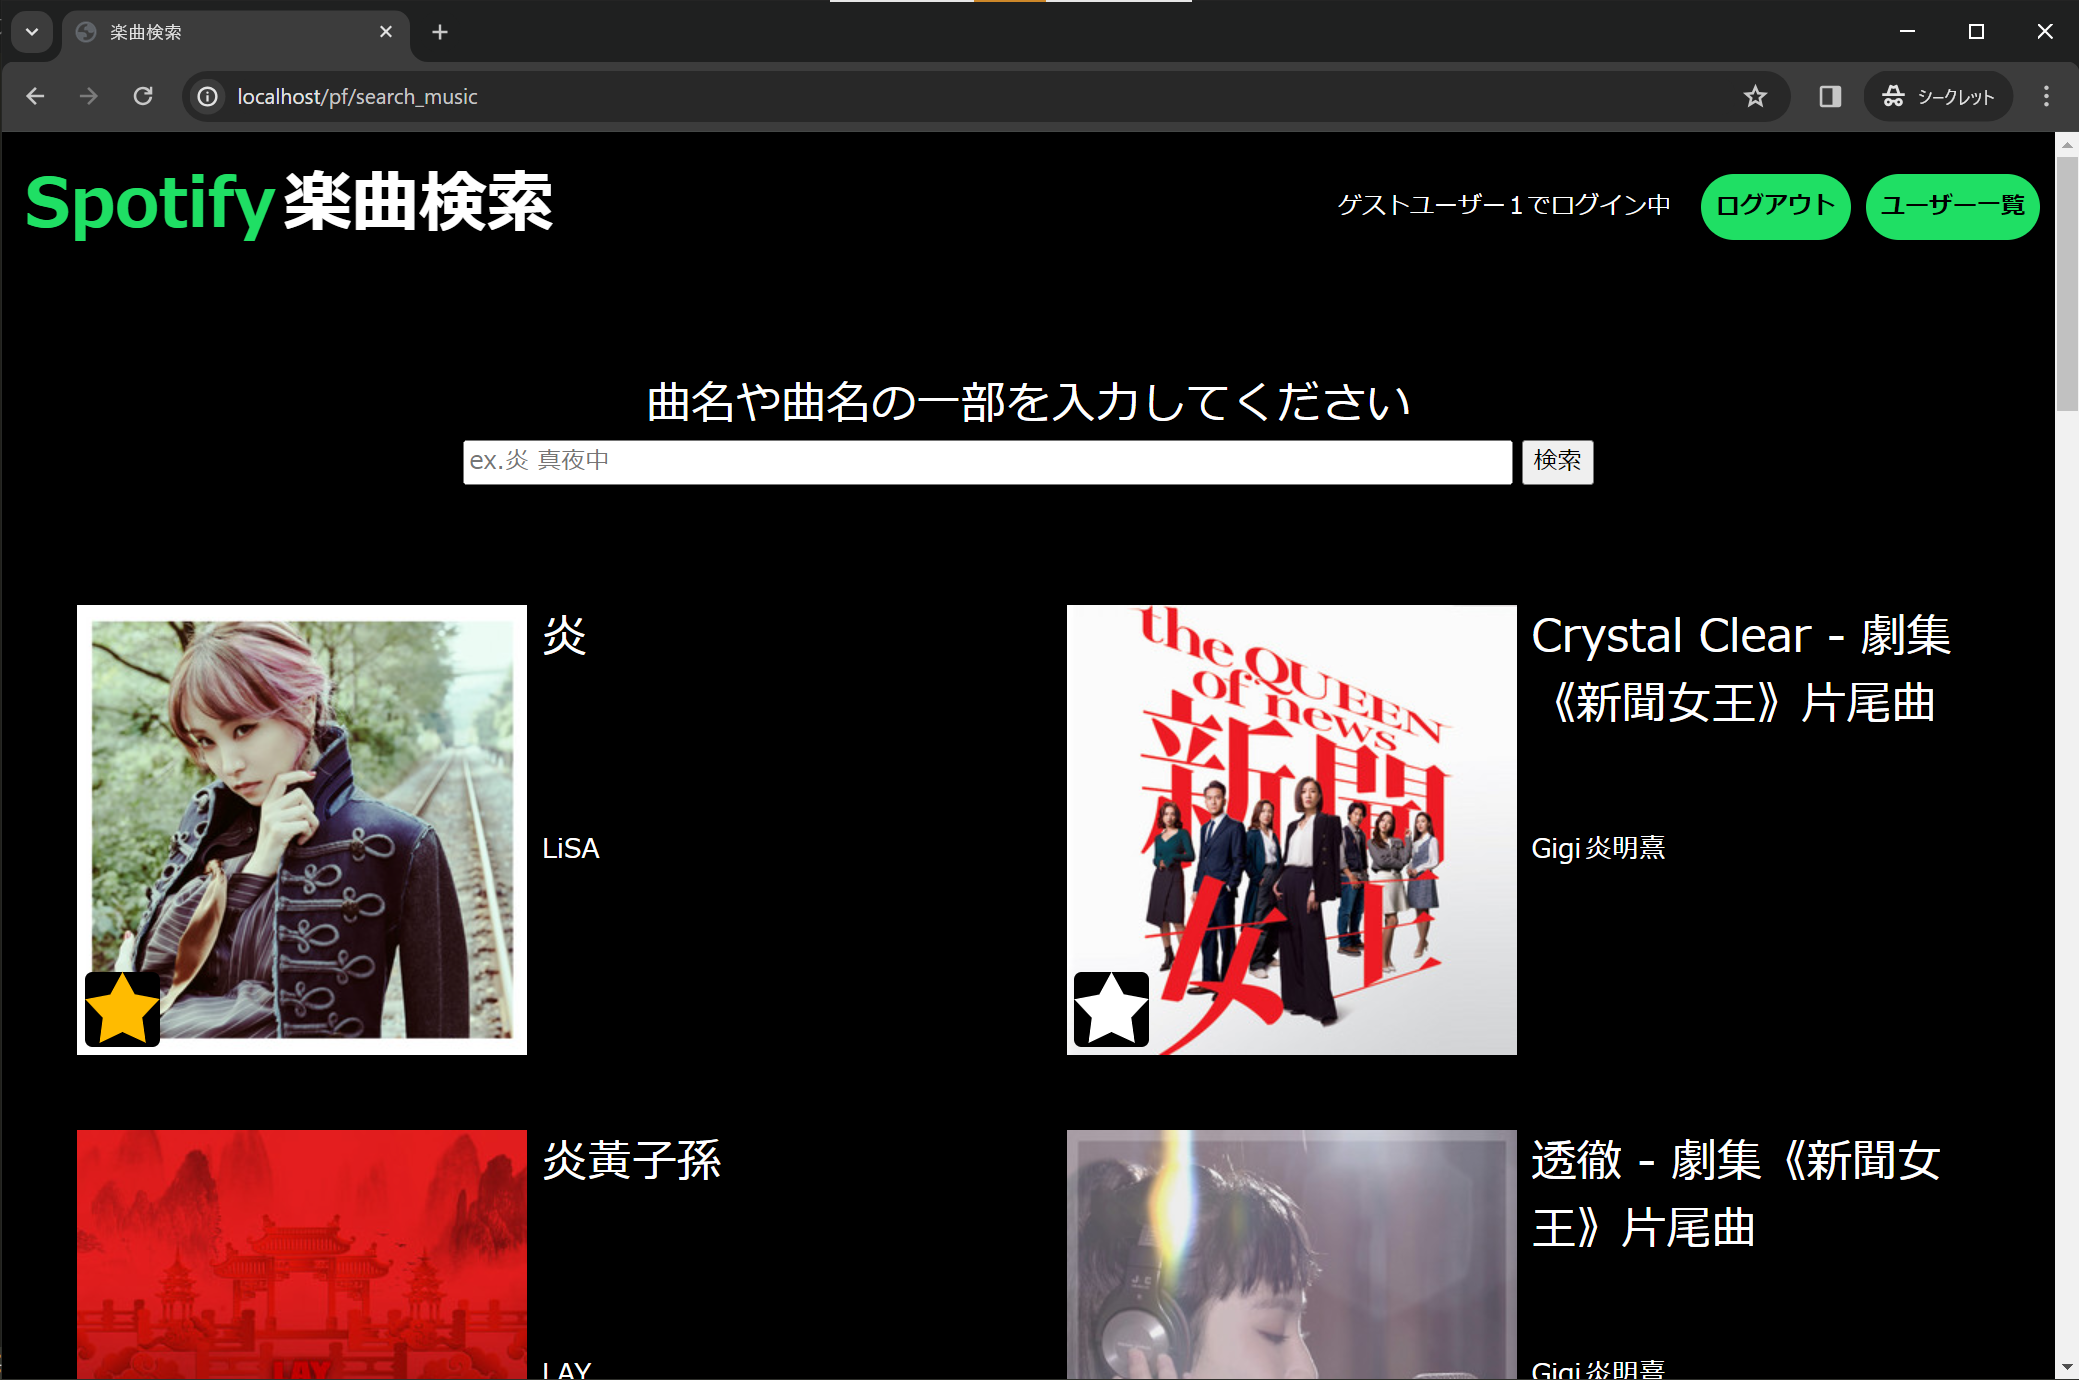 楽曲検索
localhost/pf/search_music
シークレット
Spotify 楽曲検索
ゲストユーザー1でログイン中
ログアウト
ユーザー一覧
曲名や曲名の一部を入力してください
ex.炎 真夜中
検索
炎
LiSA
the QUEEN
of news
新聞
女王
Crystal Clear - 劇集
《新聞女王》片尾曲
Gigi 炎明熹
炎黃子孫
LAY
LAY
透徹 - 劇集《新聞女
王》片尾曲
Gigi 炎明熹